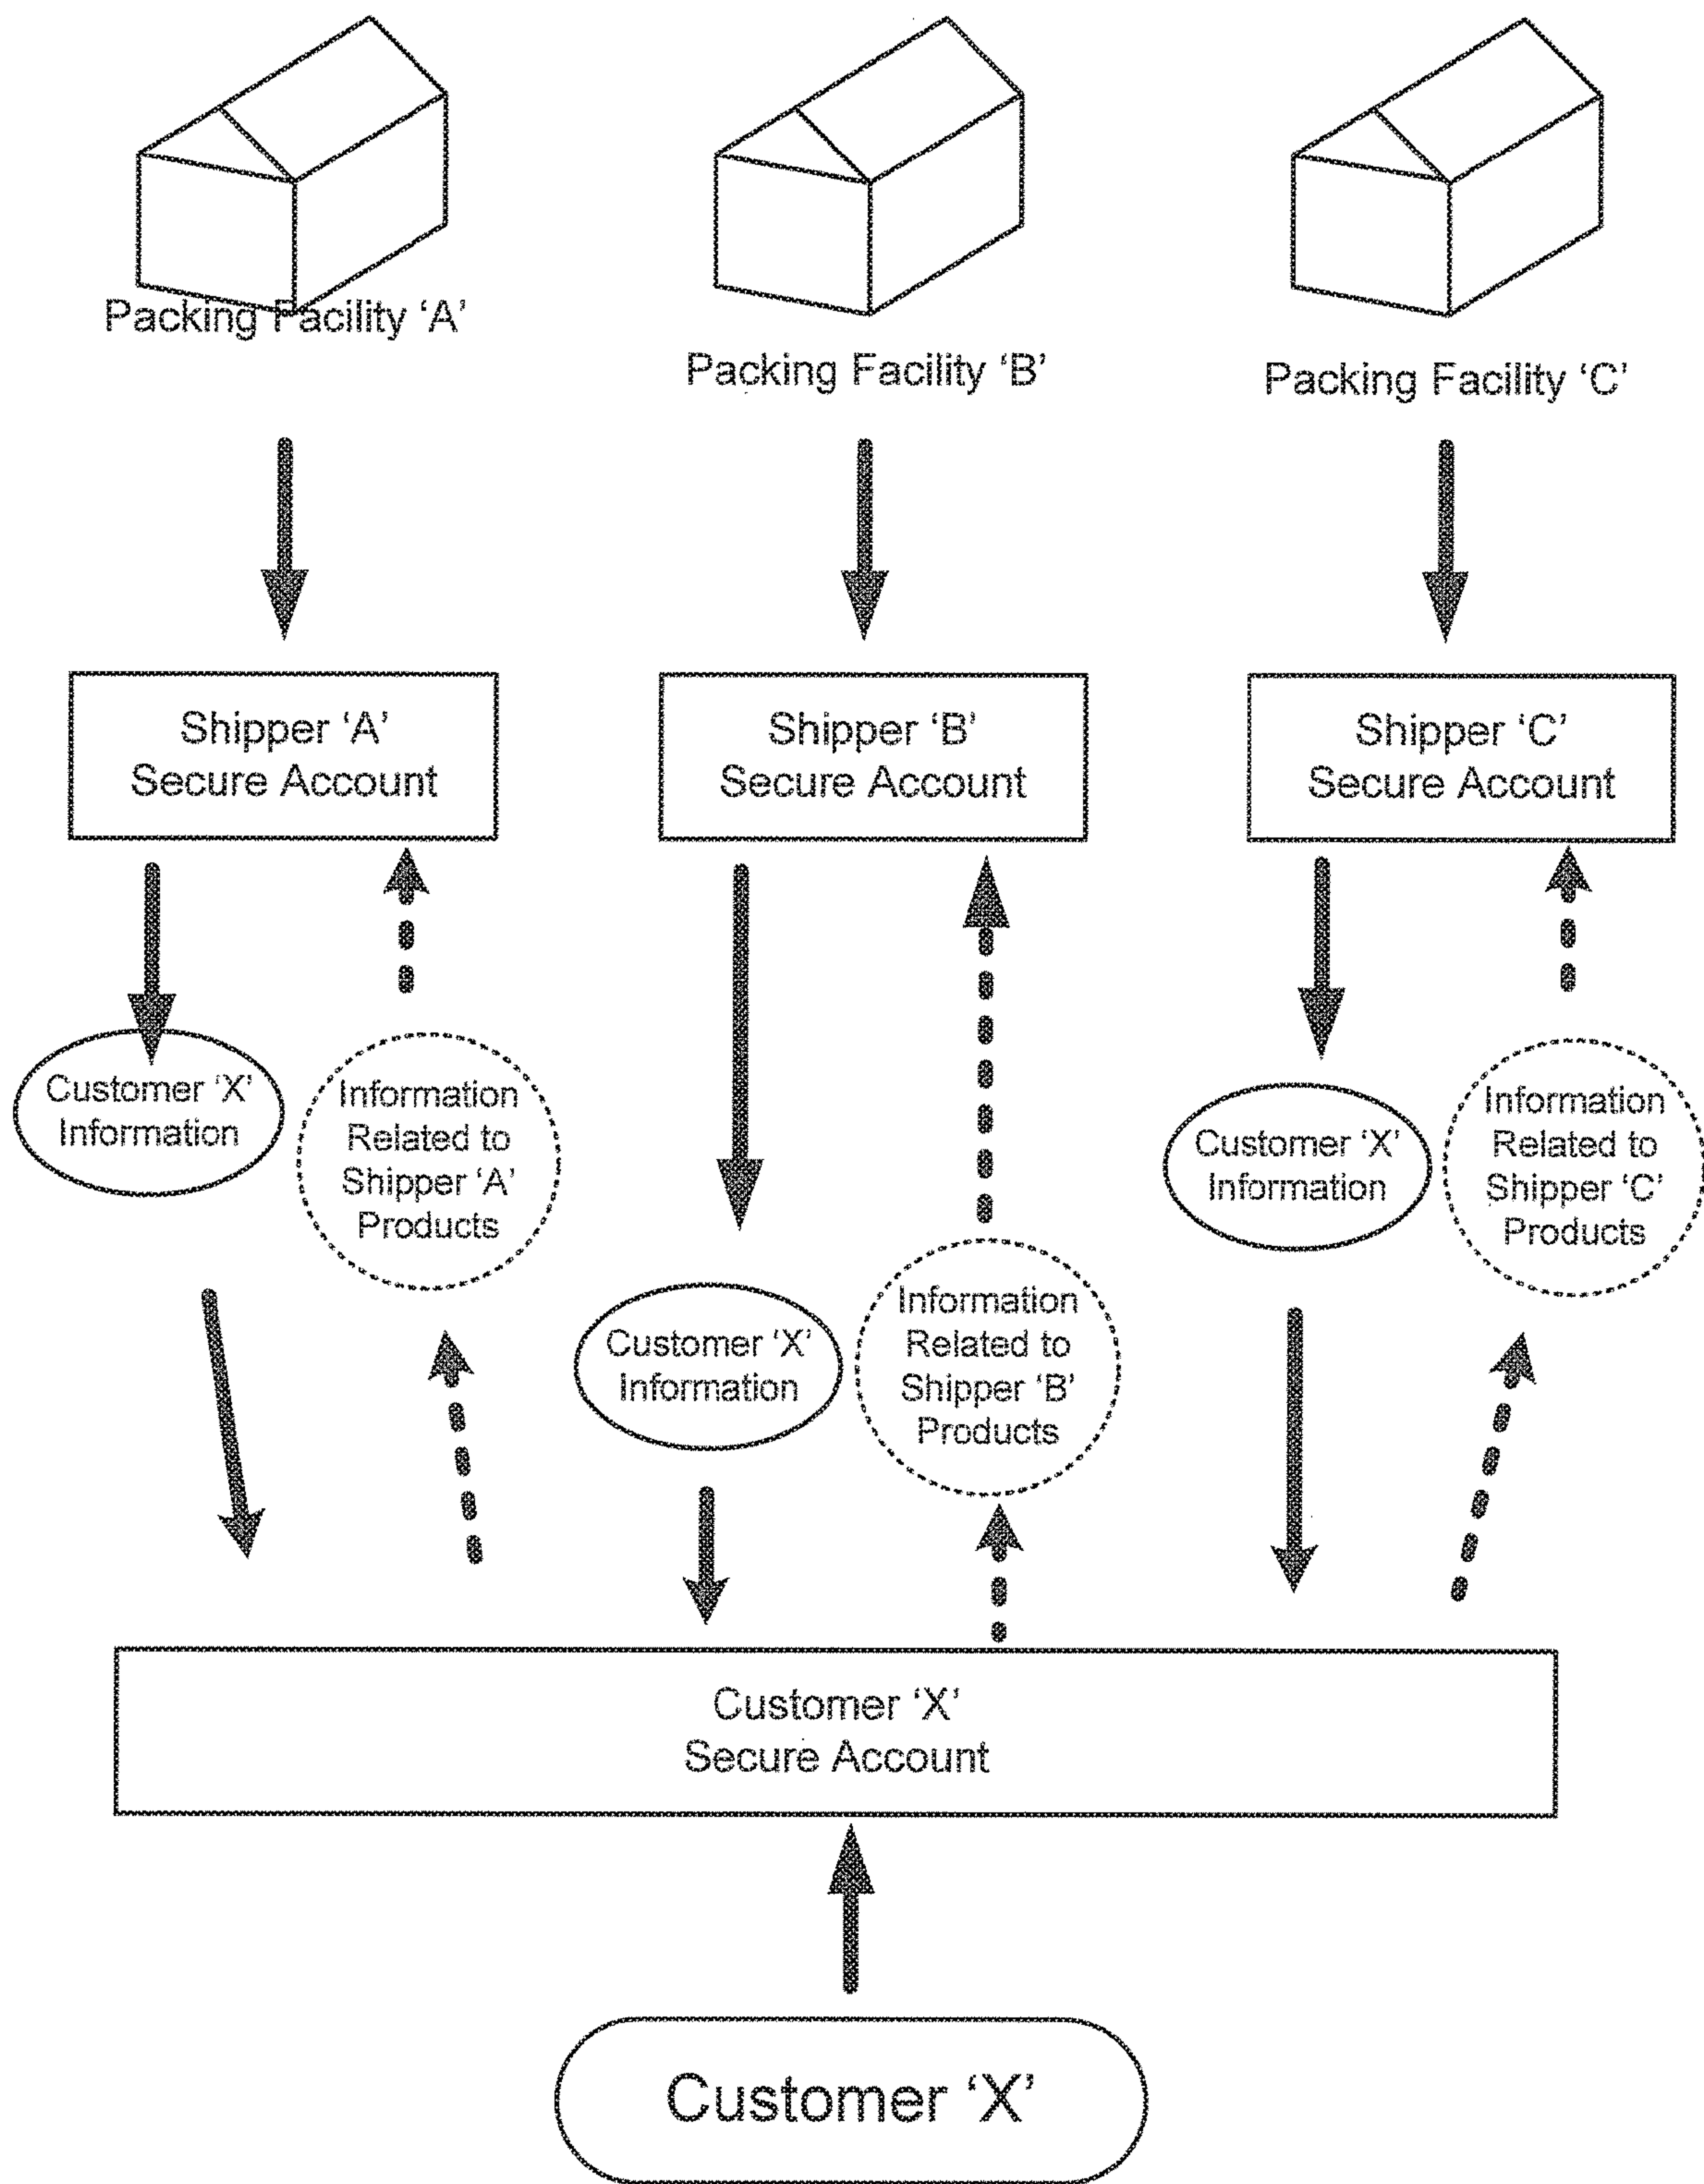 Packing Facility ‘A’
Packing Facility ‘B’
Packing Facility ‘C’
Shipper ‘A’
Secure Account
Shipper ‘B’
Secure Account
Shipper ‘C’
Secure Account
Customer ‘X’
Information
Information
Related to
Shipper ‘A’
Products
Customer ‘X’
Information
Information
Related to
Shipper ‘B’
Products
Customer ‘X’
Information
Information
Related to
Shipper ‘C’
Products
Customer ‘X’
Secure Account
Customer ‘X’